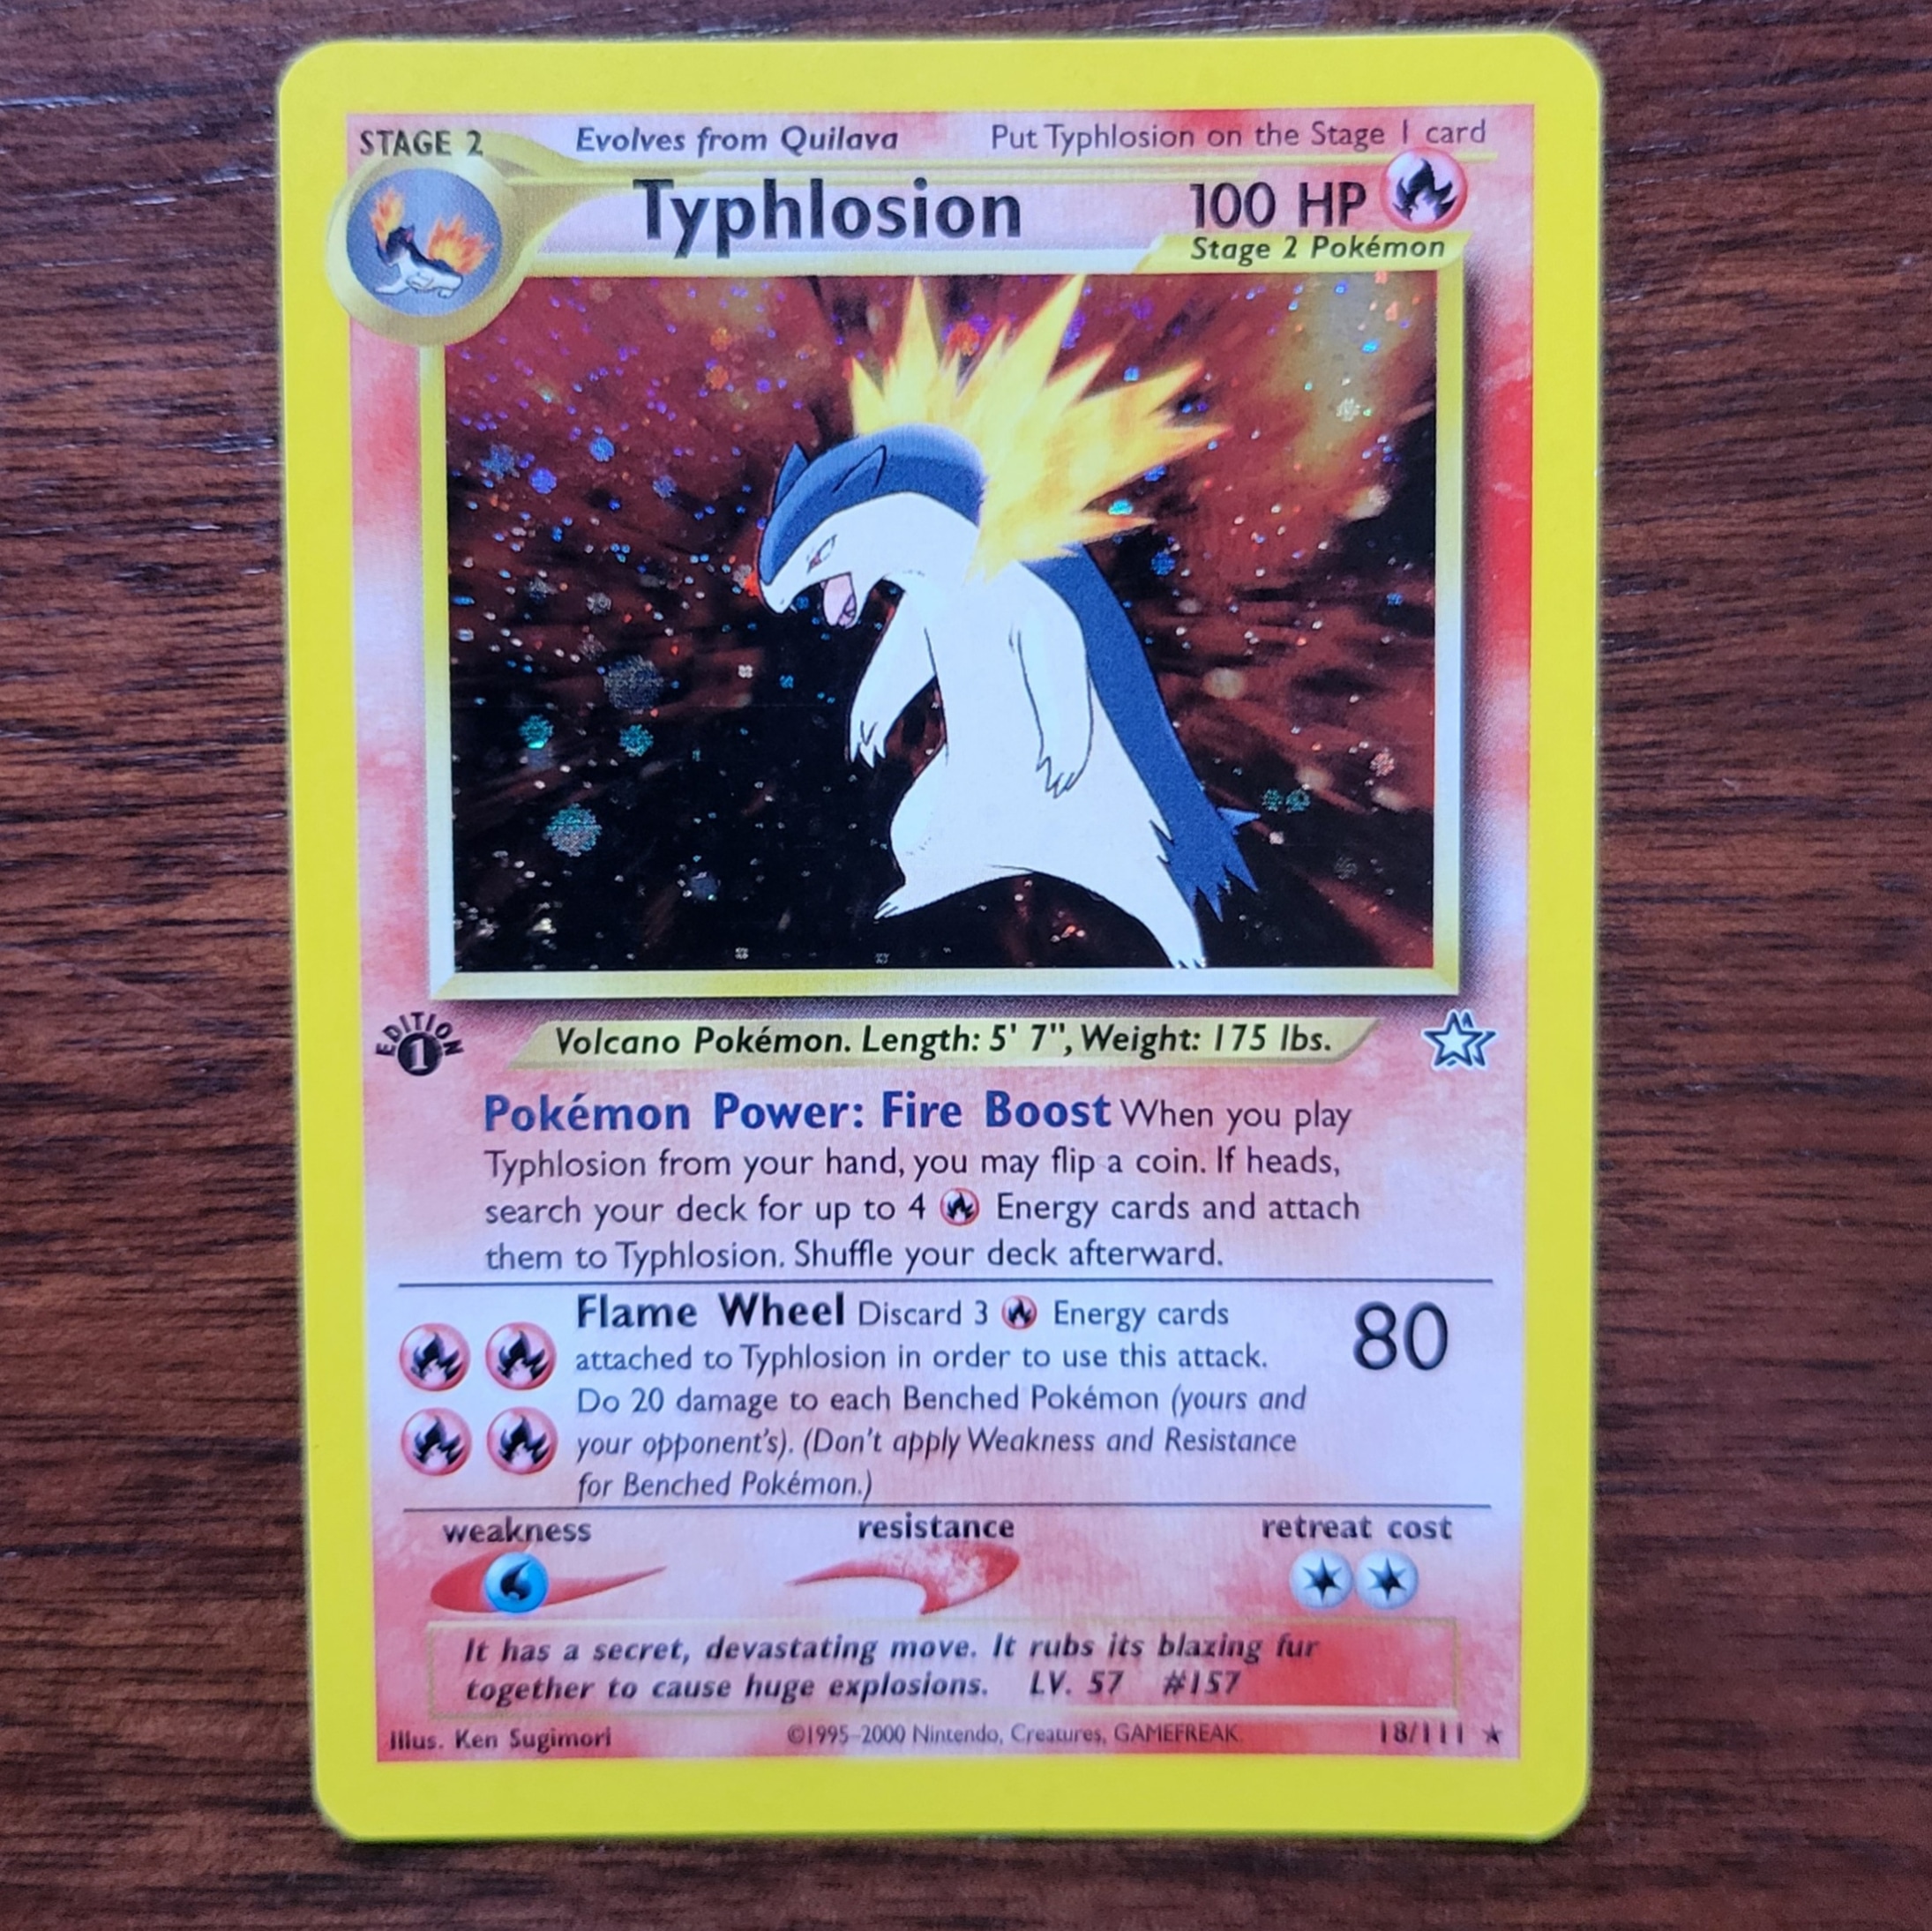 STAGE 2 Evolves from Quilava Put Typhlosion on the Stage 1 card
Typhlosion 100 HP
Stage 2 Pokémon
EDITION 1
Volcano Pokémon. Length: 5' 7", Weight: 175 lbs.
Pokémon Power: Fire Boost When you play
Typhlosion from your hand, you may flip a coin. If heads,
search your deck for up to 4 Energy cards and attach
them to Typhlosion. Shuffle your deck afterward.
Flame Wheel Discard 3 Energy cards 80
attached to Typhlosion in order to use this attack.
Do 20 damage to each Benched Pokémon (yours and
your opponent's). (Don't apply Weakness and Resistance
for Benched Pokémon.)
weakness resistance retreat cost
It has a secret, devastating move. It rubs its blazing fur
together to cause huge explosions. LV. 57 #157
Illus. Ken Sugimori ©1995-2000 Nintendo, Creatures, GAMEFREAK. 18/111 ★